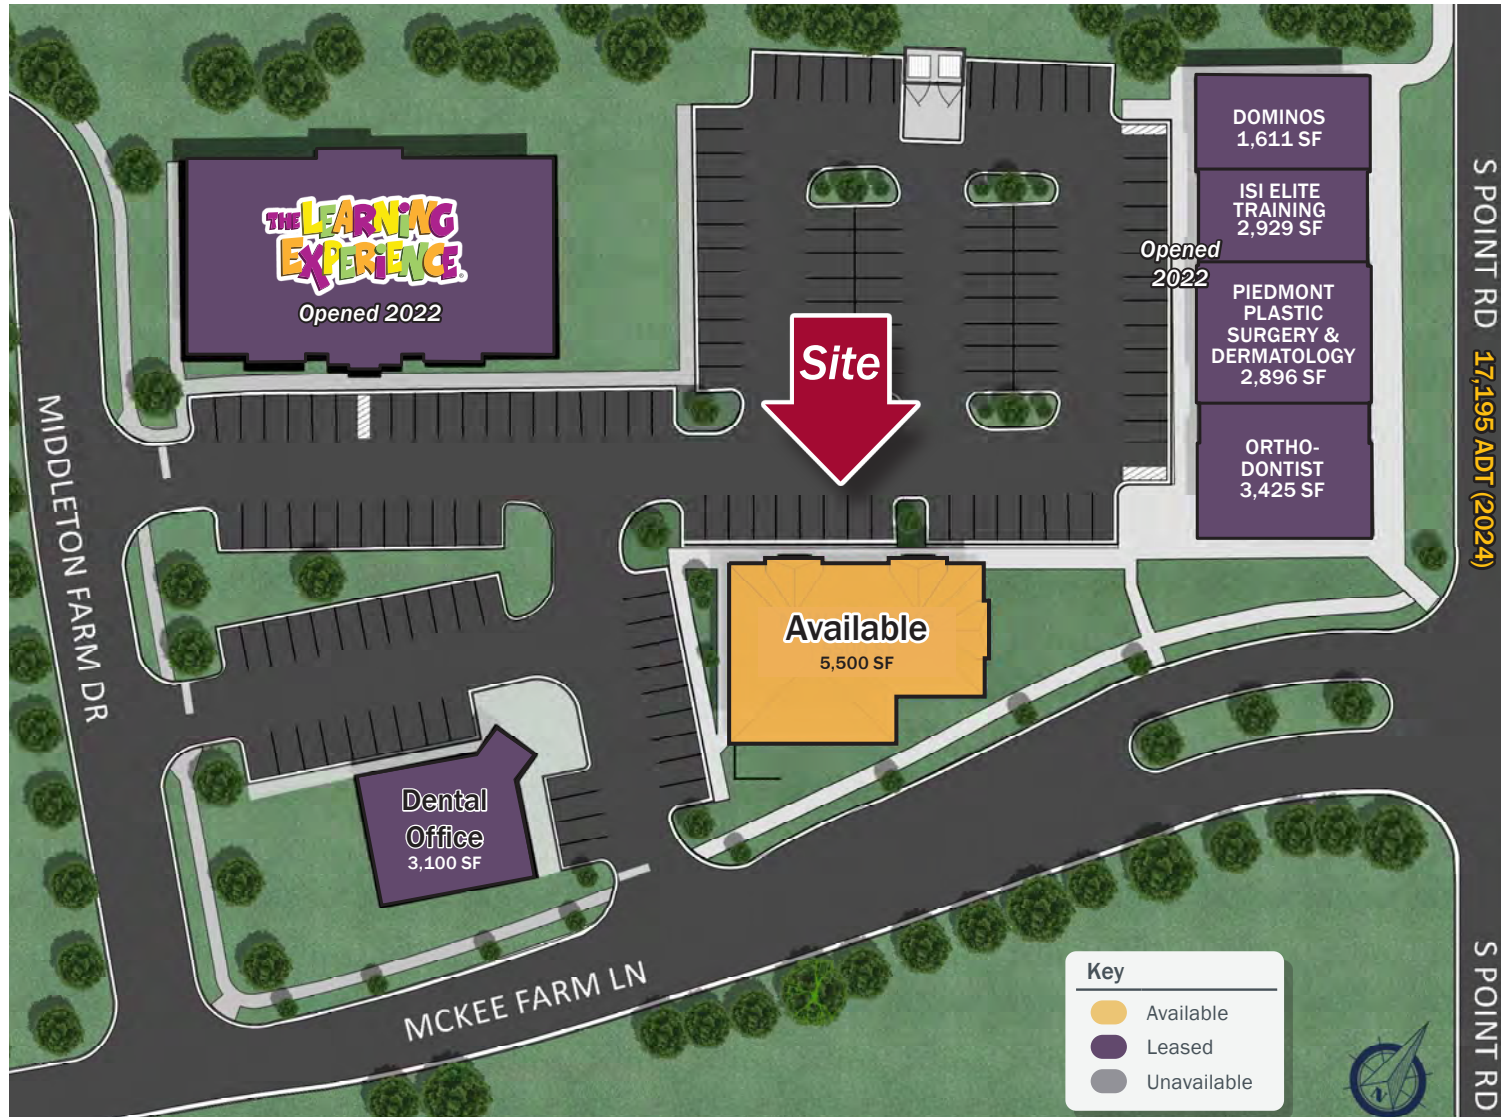 DOMINOS
1,611 SF
ISI ELITE
TRAINING
2,929 SF
Opened
2022
PIEDMONT
PLASTIC
SURGERY &
DERMATOLOGY
2,896 SF
ORTHO-
DONTIST
3,425 SF
S POINT RD 17,195 ADT (2024)
THE LEARNING
EXPERIENCE®
Opened 2022
Site
MIDDLETON FARM DR
Available
5,500 SF
Dental
Office
3,100 SF
MCKEE FARM LN
S POINT RD
Key
Available
Leased
Unavailable
N